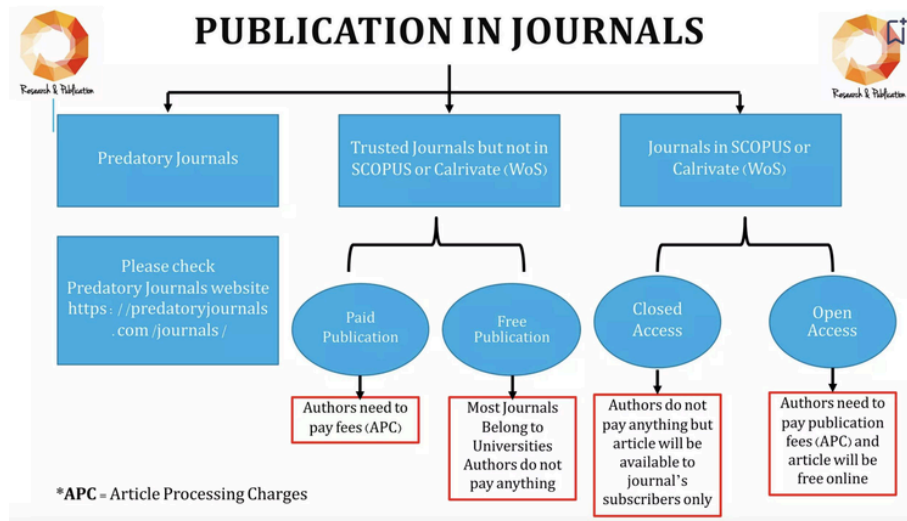 PUBLICATION IN JOURNALS
Research & Publication
Research & Publication
Predatory Journals
Trusted Journals but not in
SCOPUS or Calrivate (WoS)
Journals in SCOPUS or
Calrivate (WoS)
Please check
Predatory Journals website
https: //predatoryjournals
.com /journals/
Paid
Publication
Free
Publication
Closed
Access
Open
Access
Authors need to
pay fees (APC)
Most Journals
Belong to
Universities
Authors do not
pay anything
Authors do not
pay anything but
article will be
available to
journal's
subscribers only
Authors need to
pay publication
fees (APC) and
article will be
free online
*APC = Article Processing Charges